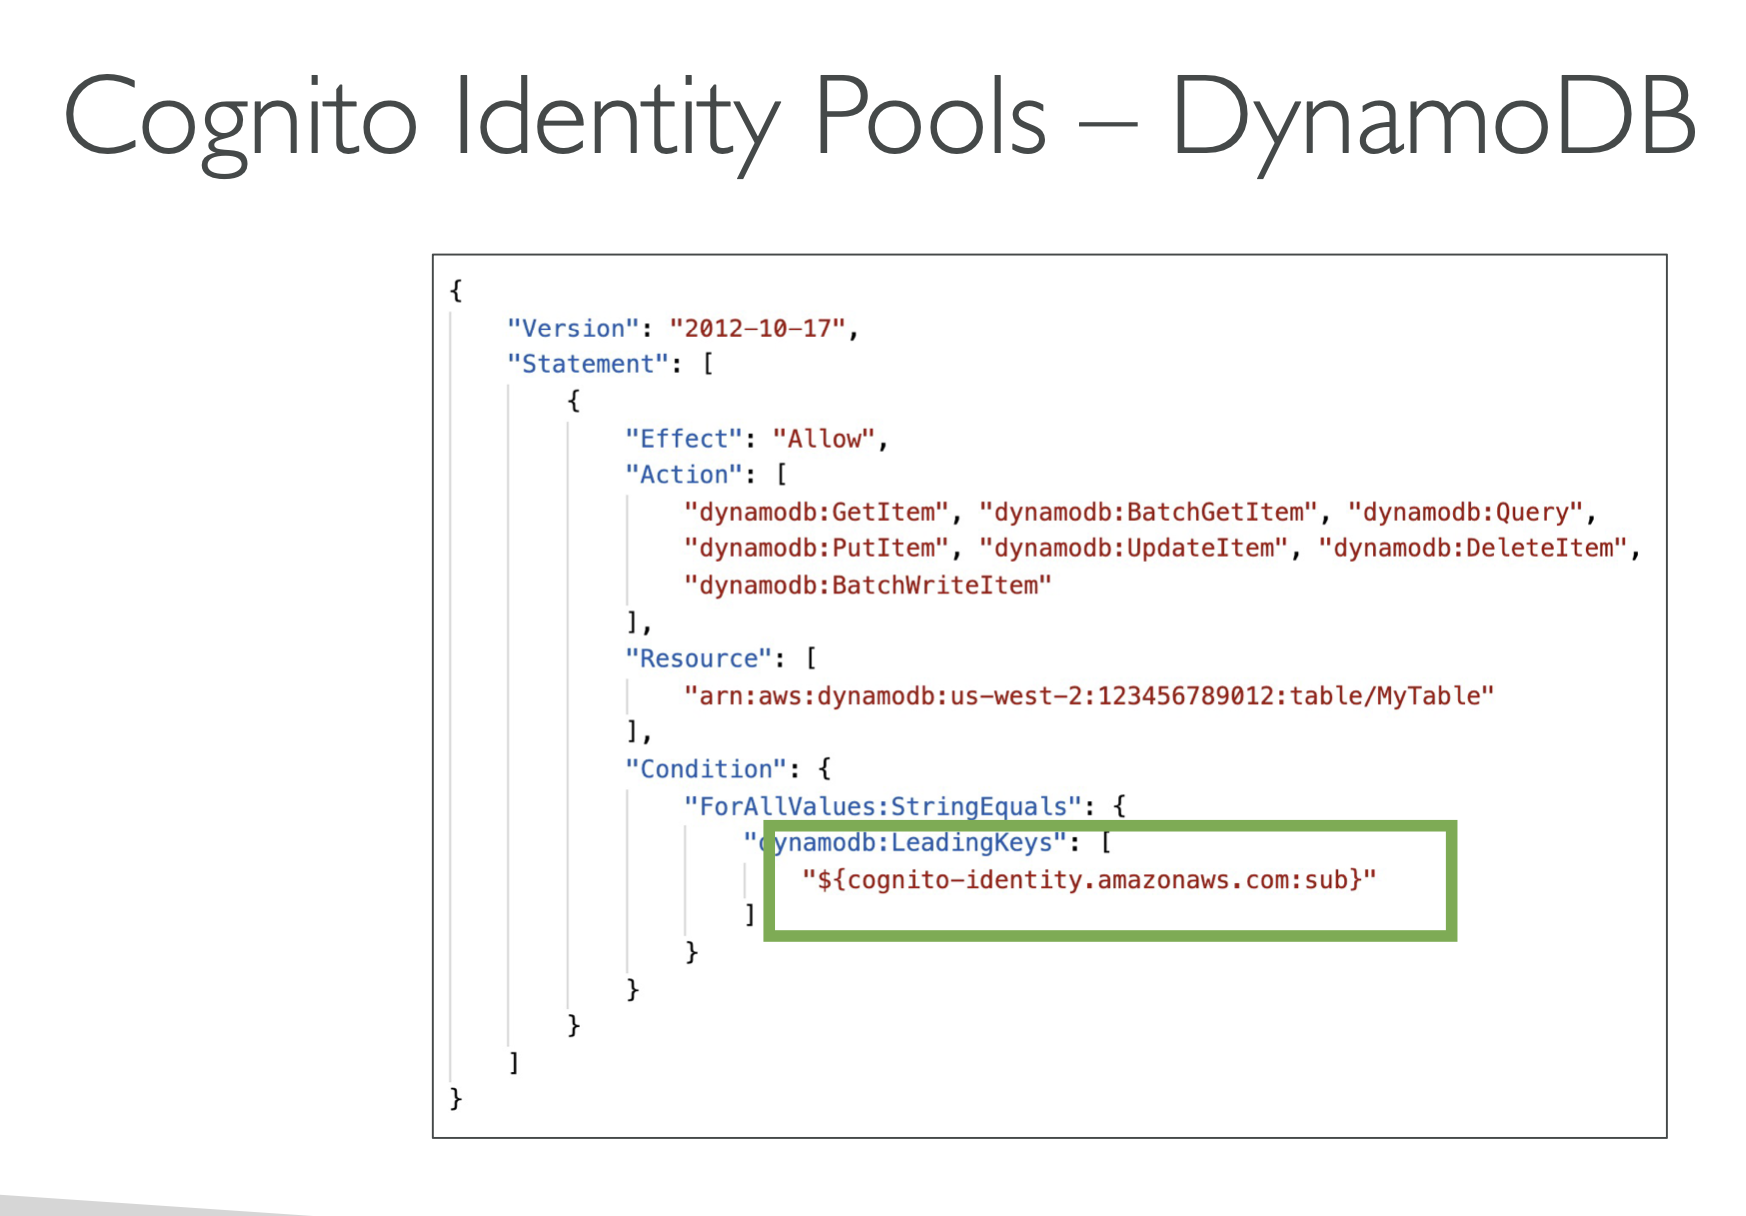 Cognito Identity Pools – DynamoDB
{
"Version": "2012-10-17",
"Statement": [
{
"Effect": "Allow",
"Action": [
"dynamodb:GetItem", "dynamodb:BatchGetItem", "dynamodb:Query",
"dynamodb:PutItem", "dynamodb:UpdateItem", "dynamodb:DeleteItem",
"dynamodb:BatchWriteItem"
],
"Resource": [
"arn:aws:dynamodb:us-west-2:123456789012:table/MyTable"
],
"Condition": {
"ForAllValues:StringEquals": {
"dynamodb:LeadingKeys": [
"${cognito-identity.amazonaws.com:sub}"
]
}
}
}
]
}